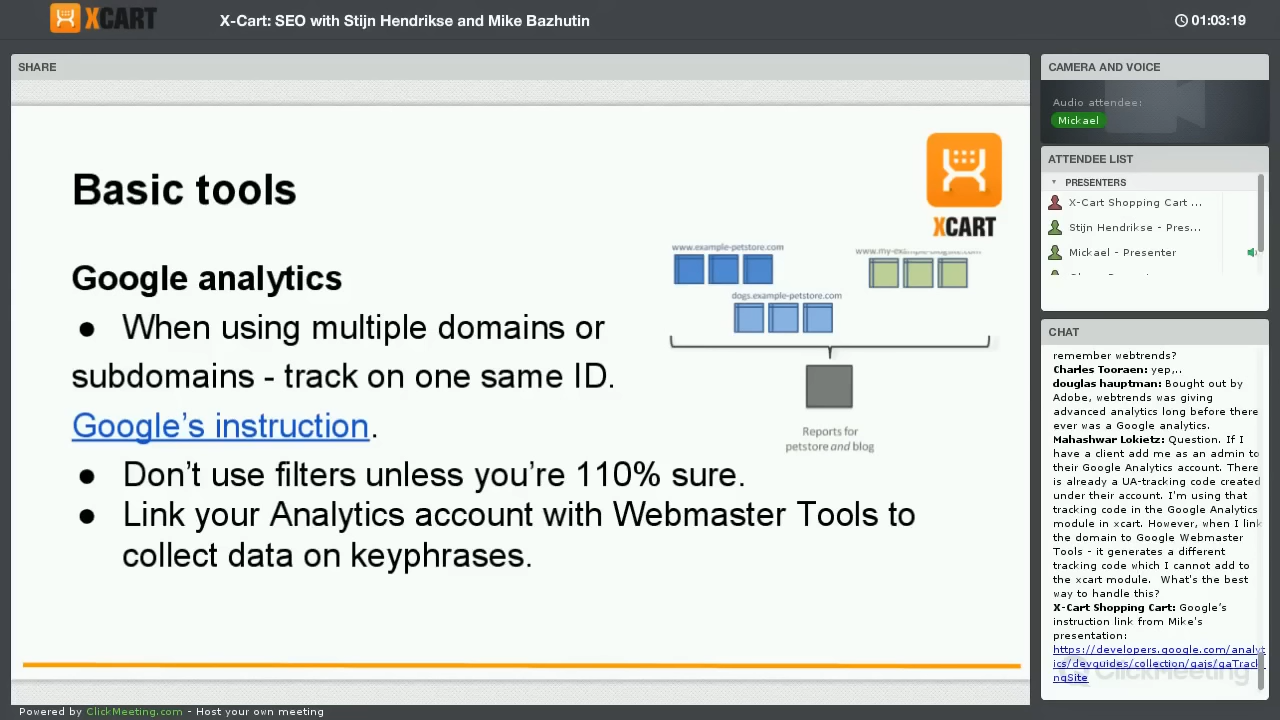 XCART
X-Cart: SEO with Stijn Hendrikse and Mike Bazhutin
01:03:19
SHARE
Basic tools
XCART
Google analytics
● When using multiple domains or
subdomains - track on one same ID.
Google’s instruction.
● Don’t use filters unless you’re 110% sure.
● Link your Analytics account with Webmaster Tools to
collect data on keyphrases.
www.example-petstore.com
dogs.example-petstore.com
Reports for
petstore and blog
CAMERA AND VOICE
Audio attendee:
Mickael
ATTENDEE LIST
PRESENTERS
X-Cart Shopping Cart ...
Stijn Hendrikse - Pres...
Mickael - Presenter
CHAT
remember webtrends?
Charles Tooraen: yep,..
douglas hauptman: Bought out by
Adobe, webtrends was giving
advanced analytics long before there
ever was a Google analytics.
Mahashwar Lokietz: Question. If I
have a client add me as an admin to
their Google Analytics account. There
is already a UA-tracking code created
under their account. I'm using that
tracking code in the Google Analytics
module in xcart. However, when I link
the domain to Google Webmaster
Tools - it generates a different
tracking code which I cannot add to
the xcart module. What's the best
way to handle this?
X-Cart Shopping Cart: Google's
instruction link from Mike's
presentation:
https://developers.google.com/analyt
ics/devguides/collection/gajs/gaTrack
ingSite
ClickMeeting
Powered by ClickMeeting.com - Host your own meeting